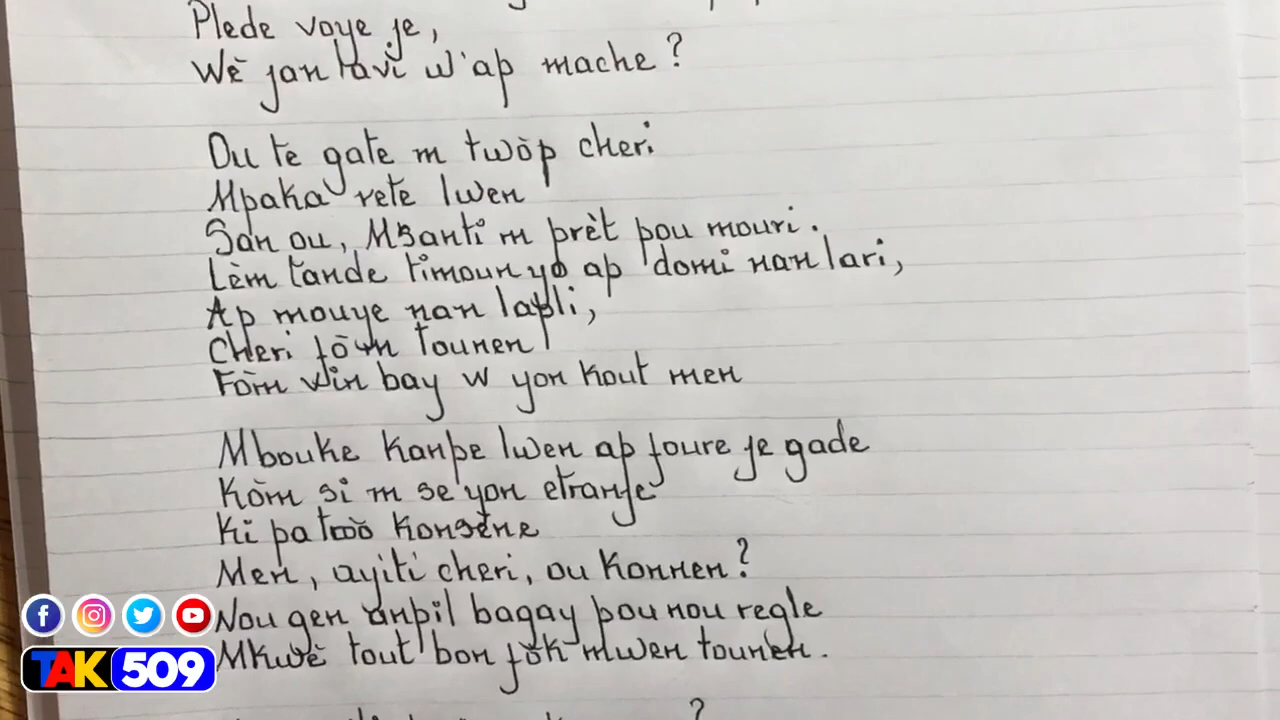 Plede voye je,
Wè jan lavi w'ap mache?
Ou te gate m twòp cheri
Mpaka rete lwen
San ou, Msanti m prèt pou mouri.
Lèm tande timoun yo ap domi nan lari,
Ap mouye nan lapli,
Cheri fòm tounen
Fòm vin bay w yon kout men
Mbouke kanpe lwen ap foure je gade
Kòm si m se yon etranje
Ki pa twò konsène
Men, ayiti cheri, ou konnen?
Nou gen anpil bagay pou nou regle
Mkwè tout bon fòk mwen tounen.
TAK 509